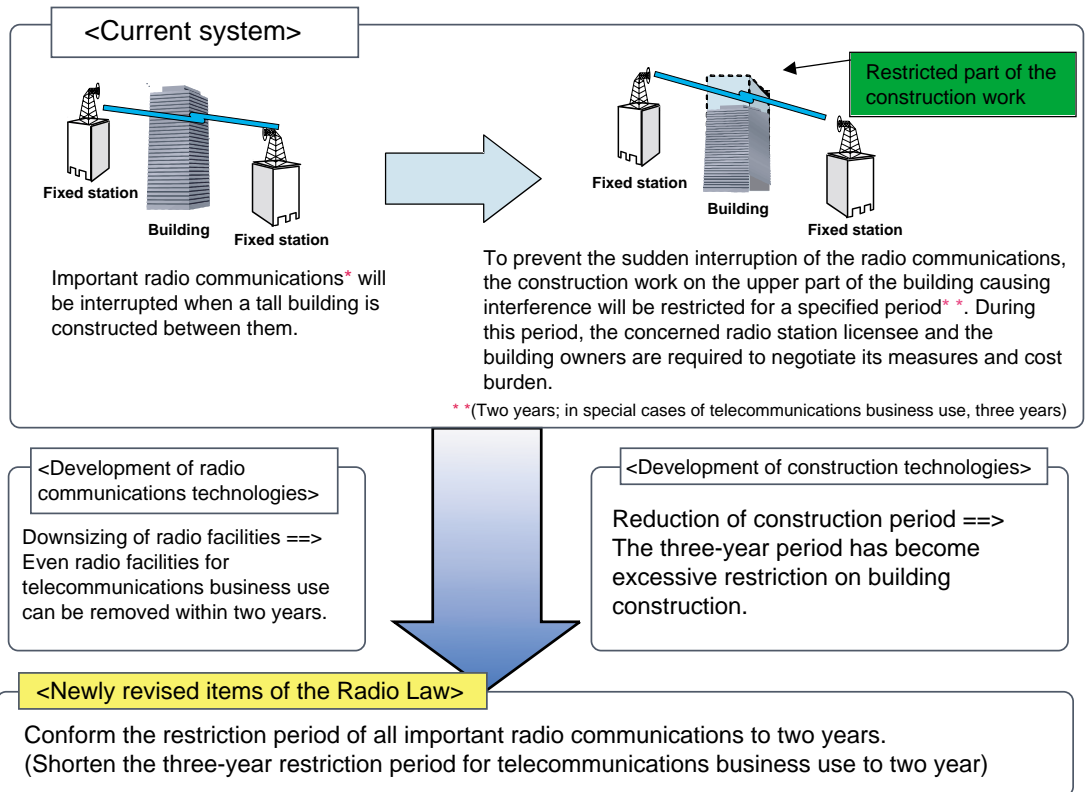 <Current system>
Fixed station
Building
Fixed station
Important radio communications* will
be interrupted when a tall building is
constructed between them.
Restricted part of the
construction work
Fixed station
Building
Fixed station
To prevent the sudden interruption of the radio communications,
the construction work on the upper part of the building causing
interference will be restricted for a specified period* *. During
this period, the concerned radio station licensee and the
building owners are required to negotiate its measures and cost
burden.
* *(Two years; in special cases of telecommunications business use, three years)
<Development of radio
communications technologies>
Downsizing of radio facilities ==>
Even radio facilities for
telecommunications business use
can be removed within two years.
<Development of construction technologies>
Reduction of construction period ==>
The three-year period has become
excessive restriction on building
construction.
<Newly revised items of the Radio Law>
Conform the restriction period of all important radio communications to two years.
(Shorten the three-year restriction period for telecommunications business use to two year)